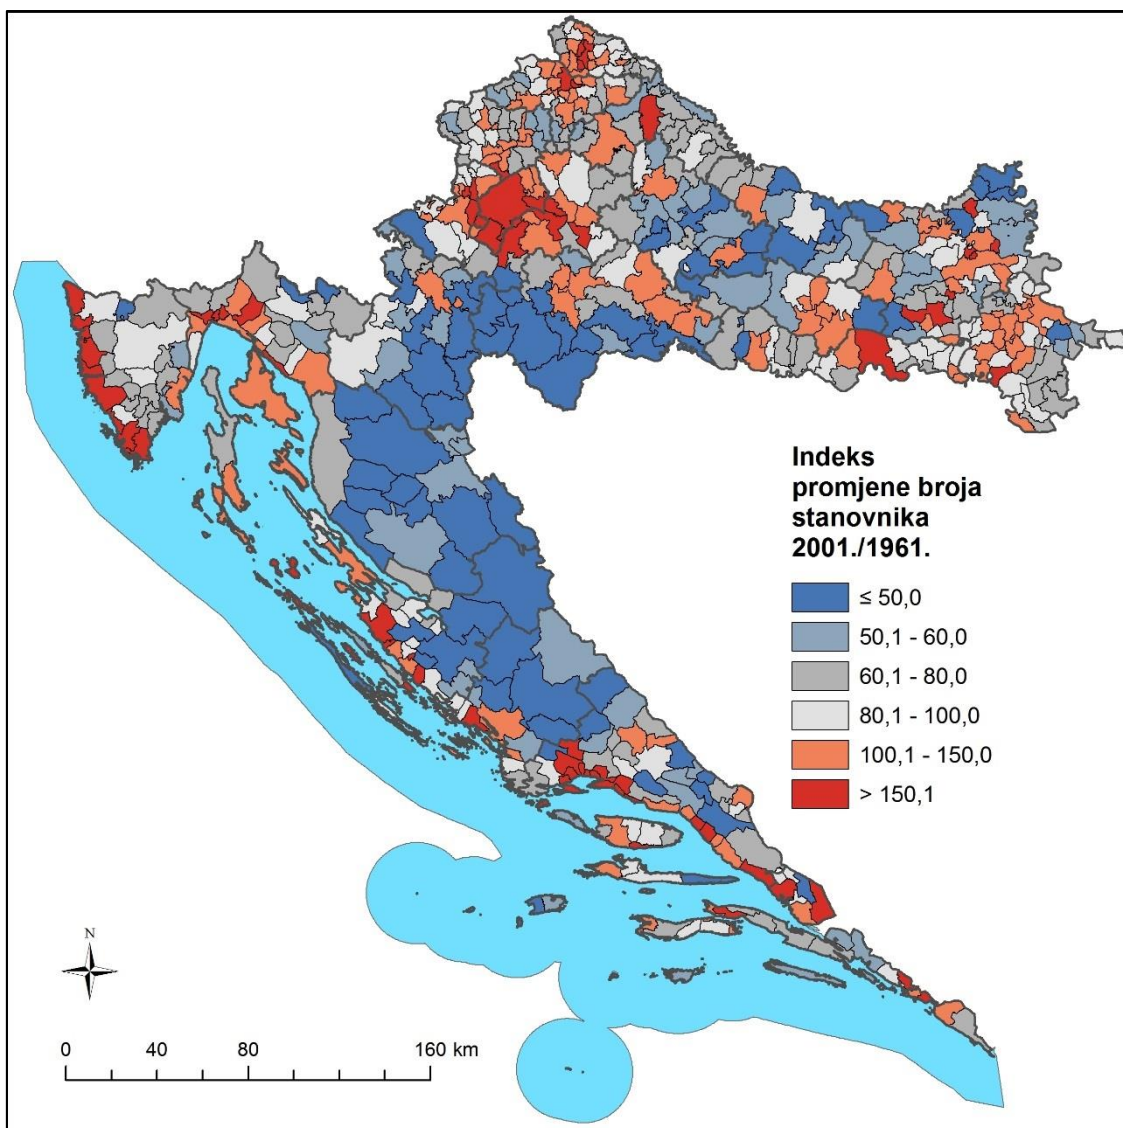 Indeks
promjene broja
stanovnika
2001./1961.
≤ 50,0
50,1 - 60,0
60,1 - 80,0
80,1 - 100,0
100,1 - 150,0
> 150,1
N
0 40 80 160 km